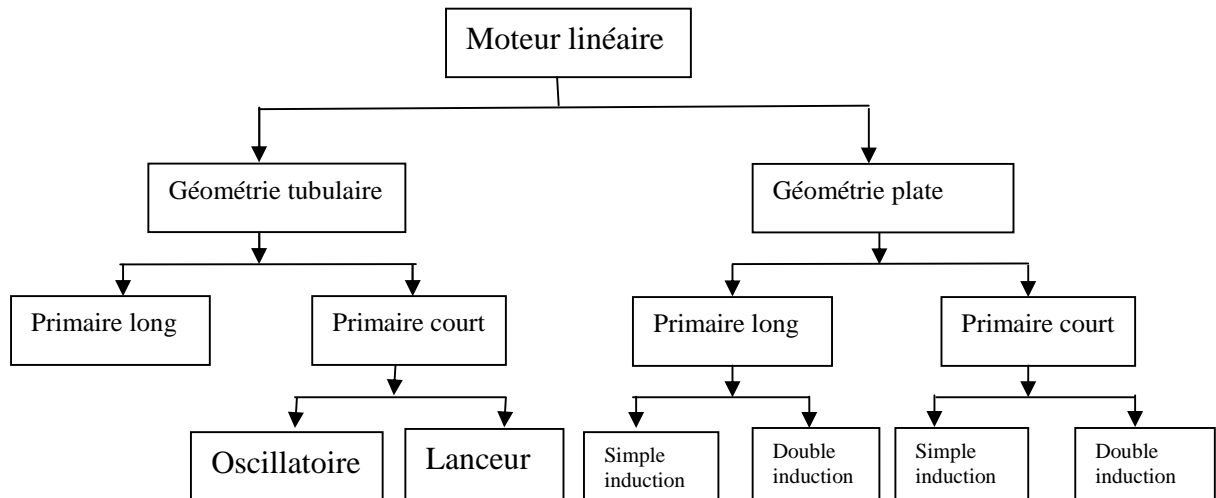 Moteur linéaire
Géométrie tubulaire
Géométrie plate
Primaire long
Primaire court
Primaire long
Primaire court
Oscillatoire
Lanceur
Simple
induction
Double
induction
Simple
induction
Double
induction